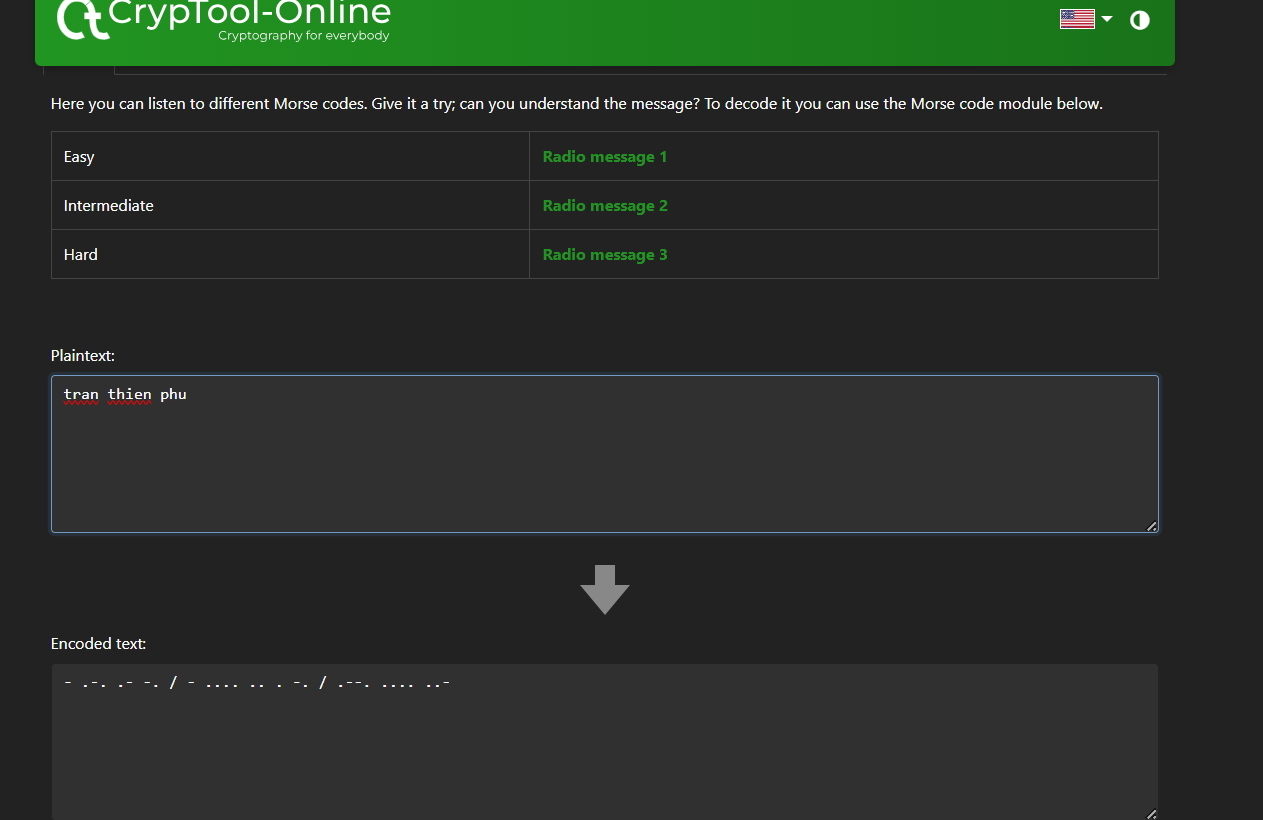 CrypTool-Online
Cryptography for everybody
Here you can listen to different Morse codes. Give it a try; can you understand the message? To decode it you can use the Morse code module below.
Easy Radio message 1
Intermediate Radio message 2
Hard Radio message 3
Plaintext:
tran thien phu
Encoded text:
- .-. .- -. / - .... .. . -. / .--. .... ..-